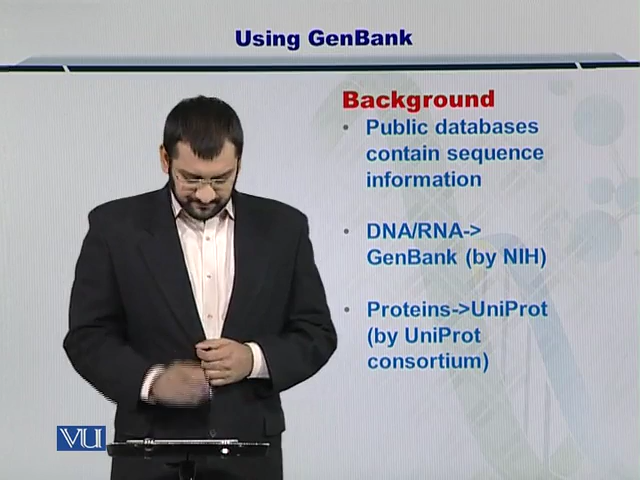 Using GenBank
Background
• Public databases
contain sequence
information
• DNA/RNA->
GenBank (by NIH)
• Proteins->UniProt
(by UniProt
consortium)
VU